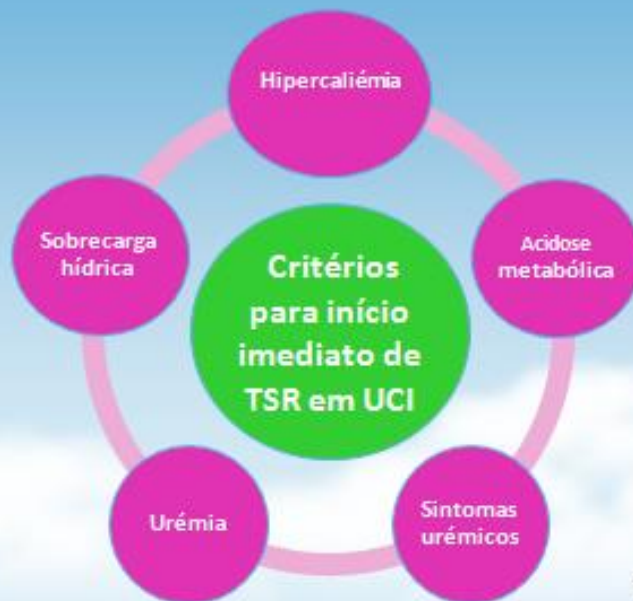 Hipercaliémia
Acidose
metabólica
Sintomas
urémicos
Urémia
Sobrecarga
hídrica
Critérios
para início
imediato de
TSR em UCI